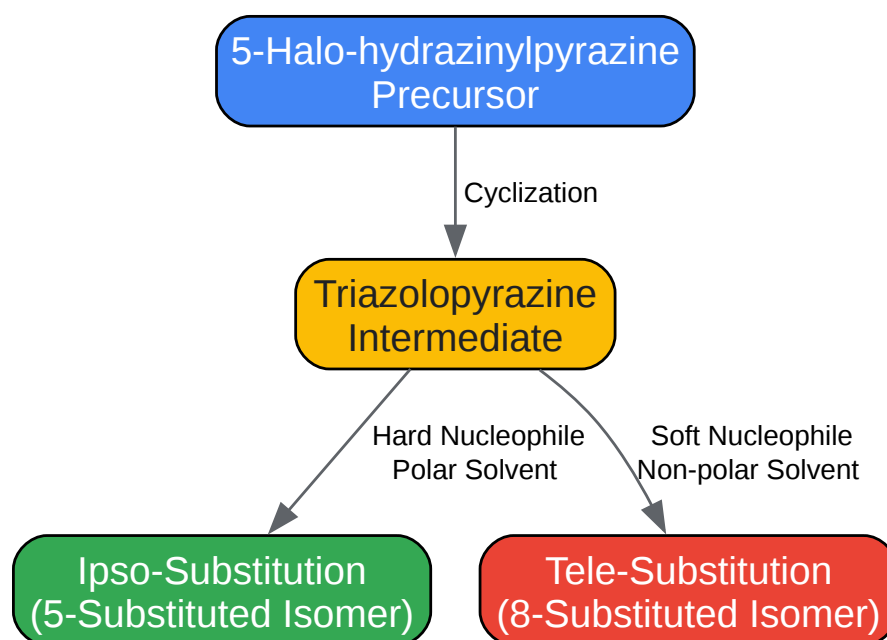 5-Halo-hydrazinylpyrazine
Precursor
Cyclization
Triazolopyrazine
Intermediate
Hard Nucleophile
Polar Solvent
Soft Nucleophile
Non-polar Solvent
Ipso-Substitution
(5-Substituted Isomer)
Tele-Substitution
(8-Substituted Isomer)